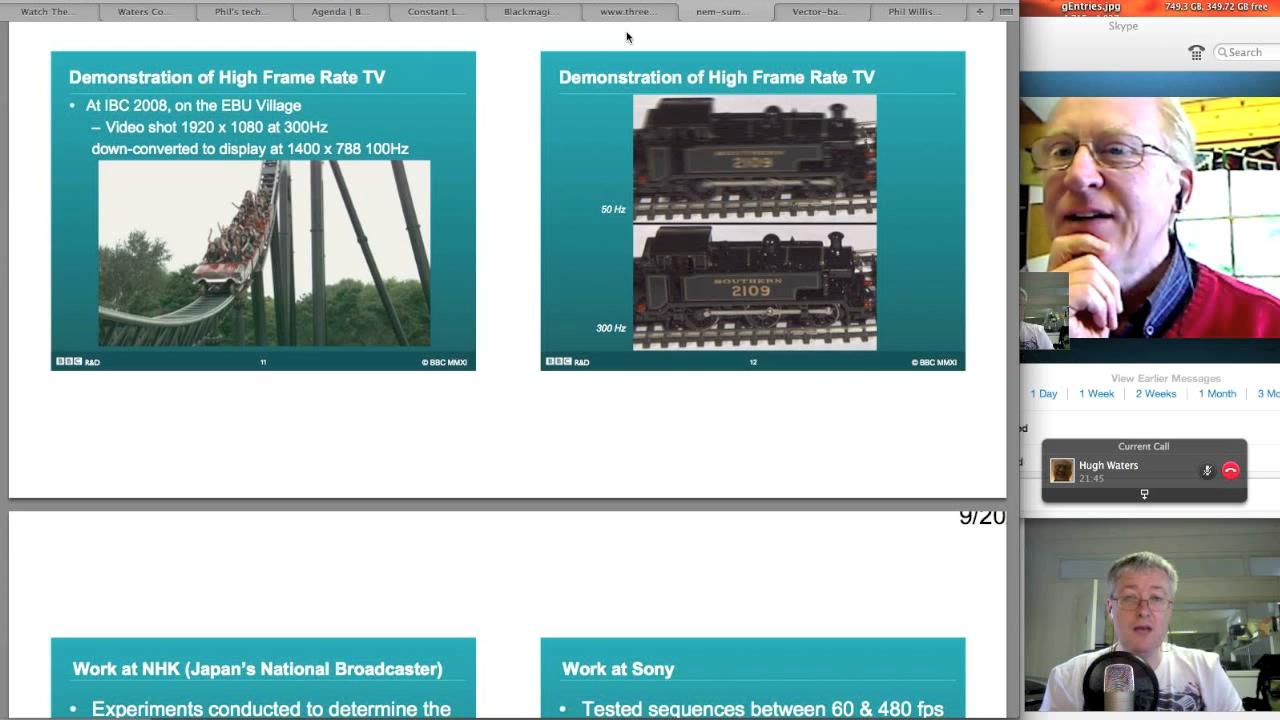 Watch The...
Waters Co...
Phil's tech...
Agenda | B...
Constant L...
Blackmagi...
www.three...
nem-sum...
Vector-ba...
Phil Willis...
gEntries.jpg
749.3 GB, 349.72 GB free
Skype
Search
Demonstration of High Frame Rate TV
• At IBC 2008, on the EBU Village
– Video shot 1920 x 1080 at 300Hz
down-converted to display at 1400 x 788 100Hz
BBC R&D
11
© BBC MMXI
Demonstration of High Frame Rate TV
SOUTHERN
2109
50 Hz
SOUTHERN
2109
300 Hz
BBC R&D
12
© BBC MMXI
View Earlier Messages
1 Day
1 Week
2 Weeks
1 Month
3 Mo
Current Call
Hugh Waters
21:45
9/20
Work at NHK (Japan's National Broadcaster)
• Experiments conducted to determine the
Work at Sony
• Tested sequences between 60 & 480 fps